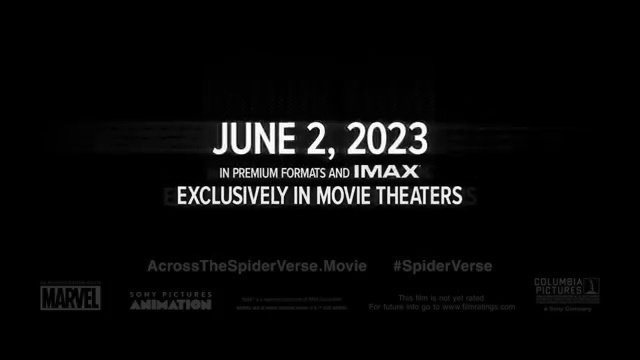 JUNE 2, 2023
IN PREMIUM FORMATS AND IMAX
EXCLUSIVELY IN MOVIE THEATERS
AcrossTheSpiderVerse.Movie #SpiderVerse
MARVEL
SONY PICTURES
ANIMATION
This film is not yet rated
For future info go to www.filmratings.com
COLUMBIA
PICTURES
a Sony Company